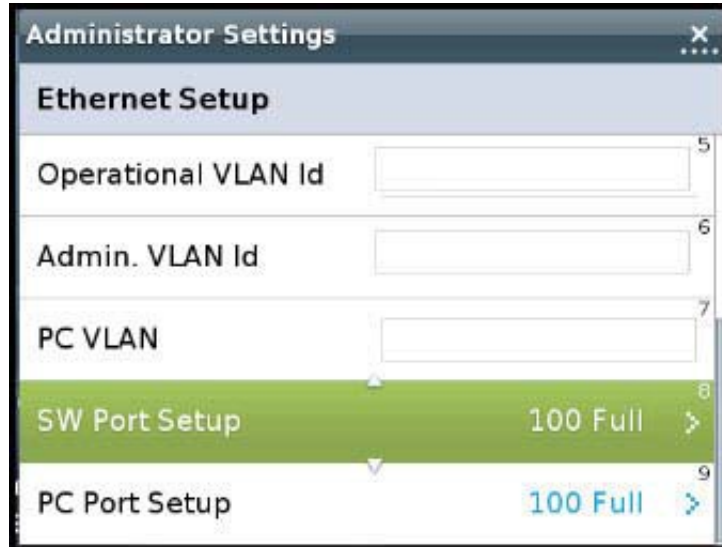 Administrator Settings
Ethernet Setup
Operational VLAN Id 5
Admin. VLAN Id 6
PC VLAN 7
SW Port Setup 100 Full > 8
PC Port Setup 100 Full > 9